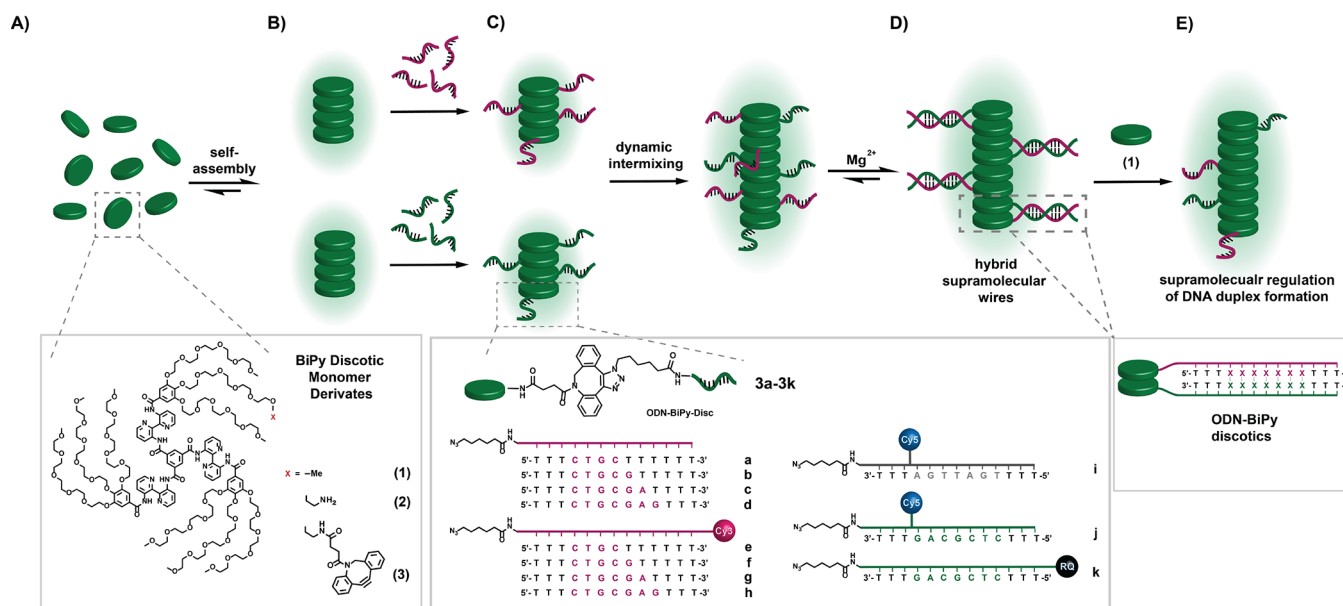 A)
B)
C)
D)
E)
self-
assembly
dynamic
intermixing
Mg2+
(1)
hybrid
supramolecular
wires
supramolecualr regulation
of DNA duplex formation
BiPy Discotic
Monomer
Derivates
X = –Me (1)
NH2 (2)
(3)
3a-3k
ODN-BiPy-Disc
5'-T T T C T G C T T T T T T-3' a
5'-T T T C T G C G T T T T T-3' b
5'-T T T C T G C G A T T T T-3' c
5'-T T T C T G C G A G T T T-3' d
Cy3
5'-T T T C T G C T T T T T T-3' e
5'-T T T C T G C G T T T T T-3' f
5'-T T T C T G C G A T T T T-3' g
5'-T T T C T G C G A G T T T-3' h
Cy5
i
3'-T T T A G T T A G T T T T-5'
Cy5
3'-T T T G A C G C T C T T T-5' j
RQ
3'-T T T G A C G C T C T T T-5' k
5'- T T T X X X X X X X T T T-3'
3'- T T T X X X X X X X T T T-5'
ODN-BiPy
discotics